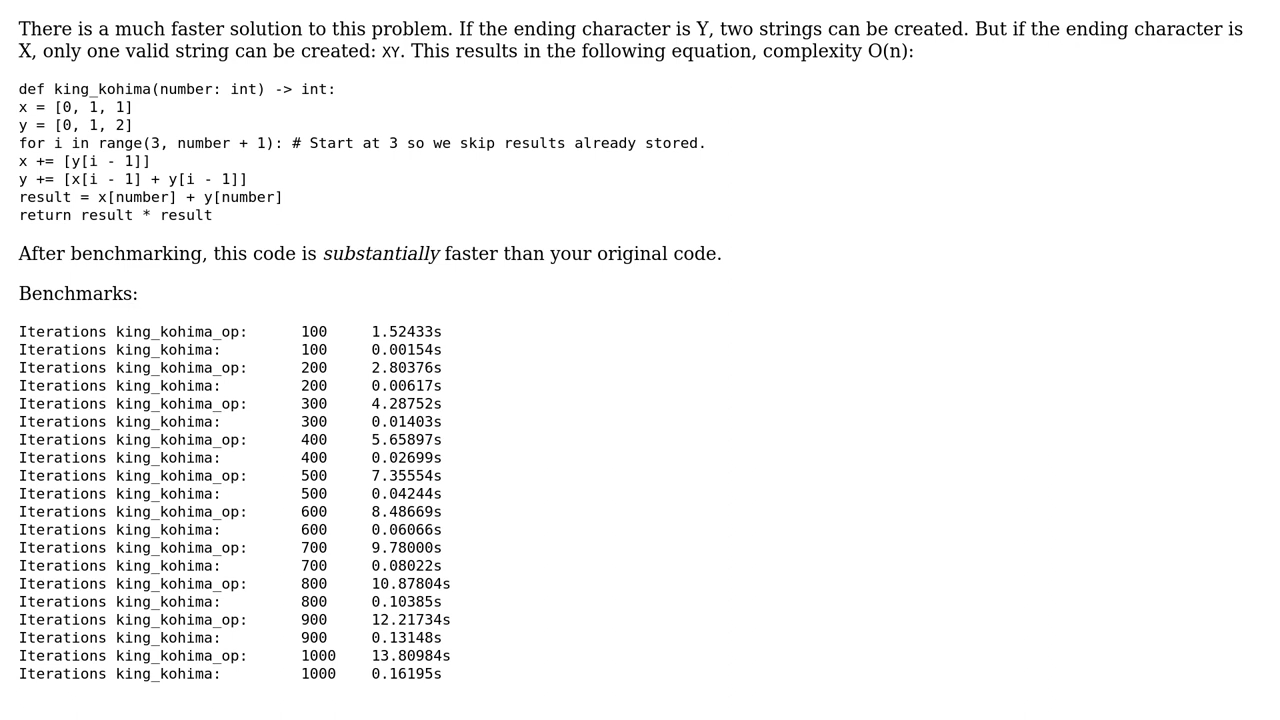 There is a much faster solution to this problem. If the ending character is Y, two strings can be created. But if the ending character is
X, only one valid string can be created: XY. This results in the following equation, complexity O(n):
def king_kohima(number: int) -> int:
x = [0, 1, 1]
y = [0, 1, 2]
for i in range(3, number + 1): # Start at 3 so we skip results already stored.
x += [y[i - 1]]
y += [x[i - 1] + y[i - 1]]
result = x[number] + y[number]
return result * result
After benchmarking, this code is substantially faster than your original code.
Benchmarks:
Iterations king_kohima_op: 100 1.52433s
Iterations king_kohima: 100 0.00154s
Iterations king_kohima_op: 200 2.80376s
Iterations king_kohima: 200 0.00617s
Iterations king_kohima_op: 300 4.28752s
Iterations king_kohima: 300 0.01403s
Iterations king_kohima_op: 400 5.65897s
Iterations king_kohima: 400 0.02699s
Iterations king_kohima_op: 500 7.35554s
Iterations king_kohima: 500 0.04244s
Iterations king_kohima_op: 600 8.48669s
Iterations king_kohima: 600 0.06066s
Iterations king_kohima_op: 700 9.78000s
Iterations king_kohima: 700 0.08022s
Iterations king_kohima_op: 800 10.87804s
Iterations king_kohima: 800 0.10385s
Iterations king_kohima_op: 900 12.21734s
Iterations king_kohima: 900 0.13148s
Iterations king_kohima_op: 1000 13.80984s
Iterations king_kohima: 1000 0.16195s